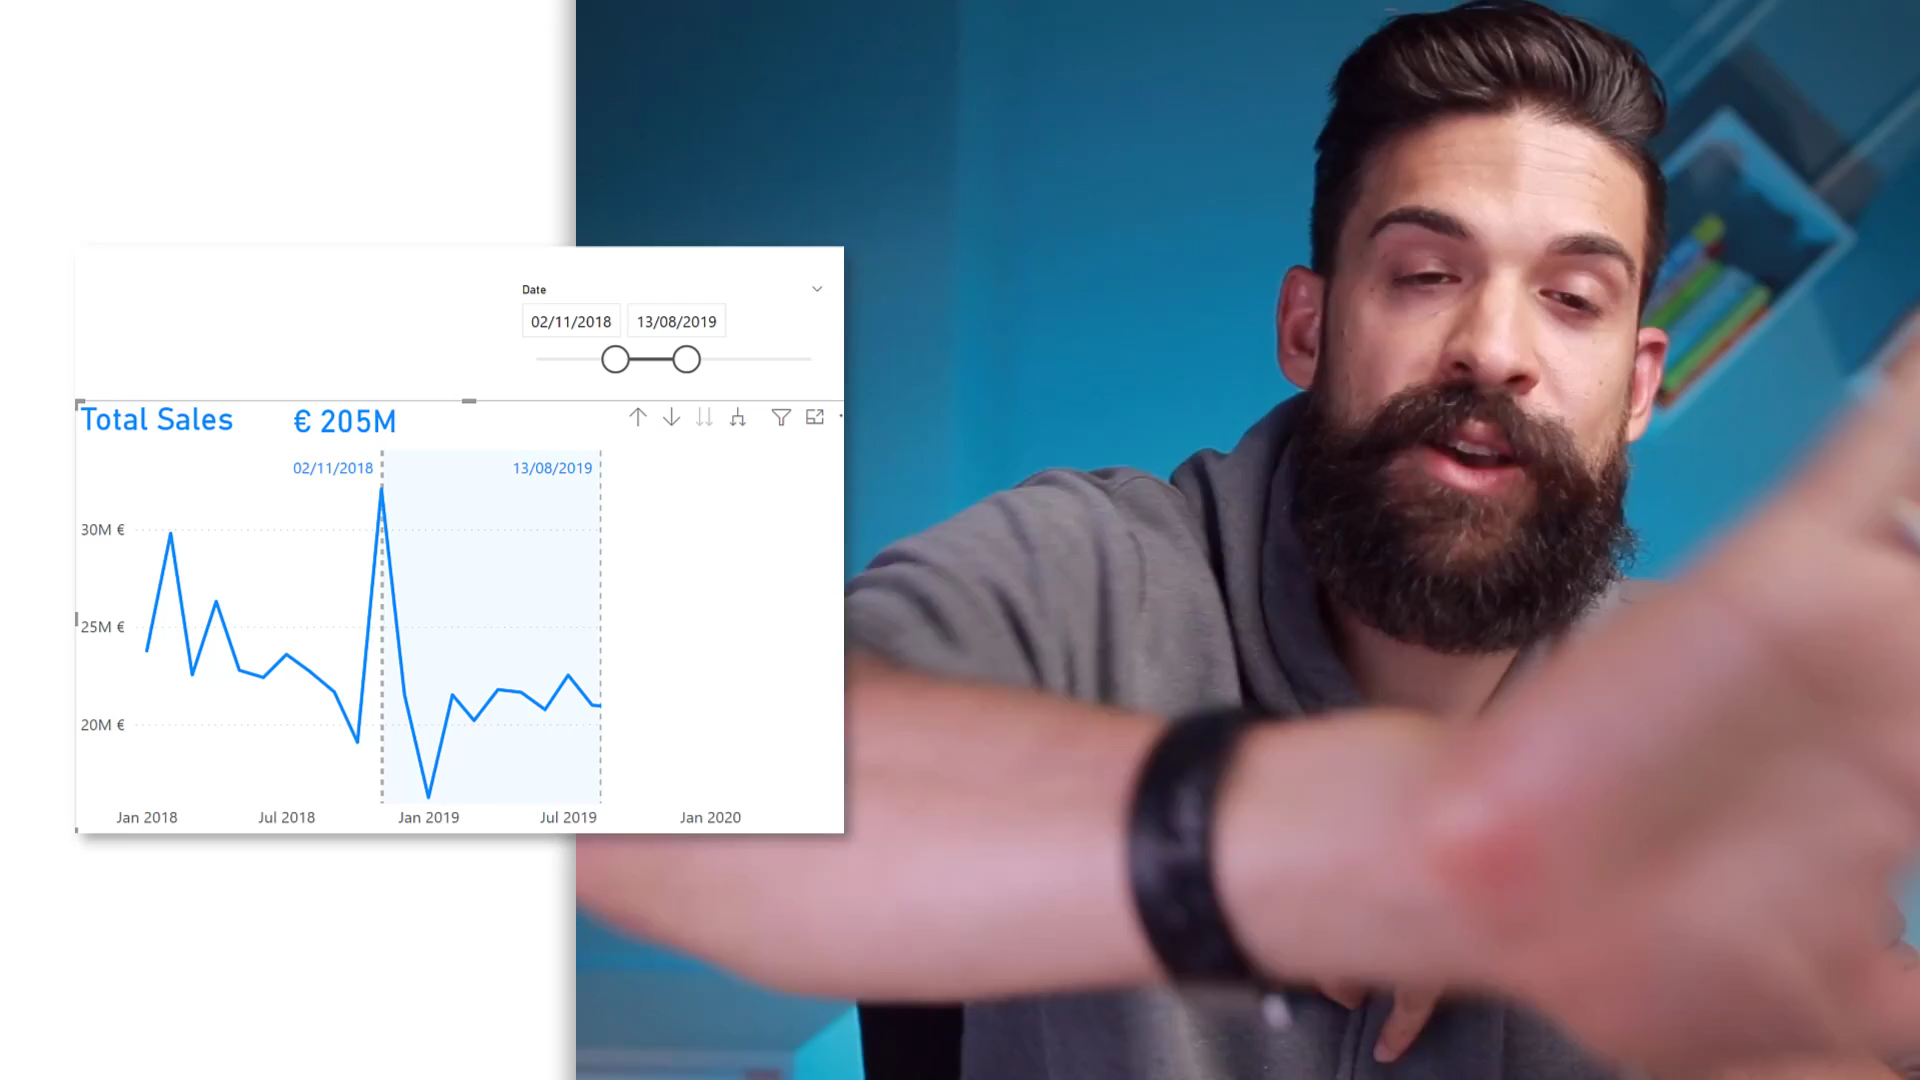 Date
02/11/2018 13/08/2019
Total Sales € 205M
02/11/2018 13/08/2019
30M €
25M €
20M €
Jan 2018 Jul 2018 Jan 2019 Jul 2019 Jan 2020